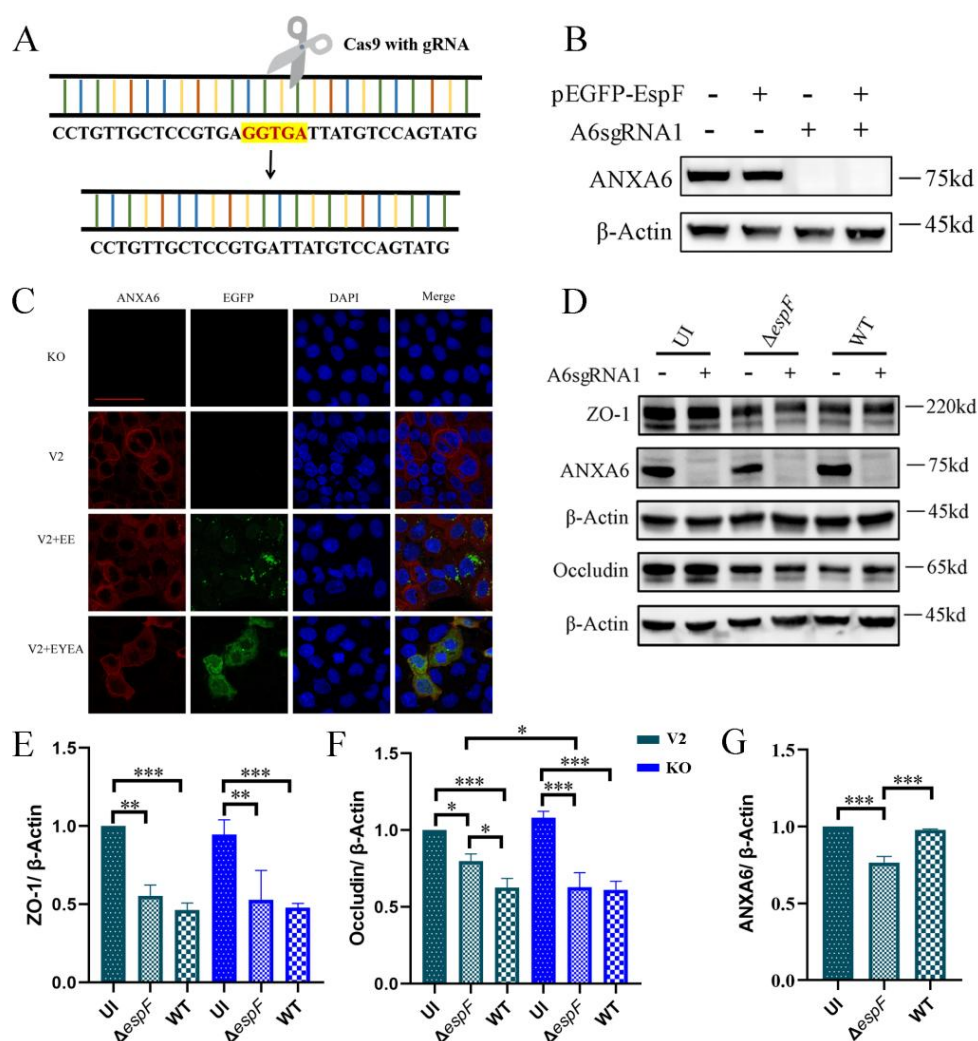 A
Cas9 with gRNA
CCTGTTGCTCCGTGAGGTGATTATGTCCAGTATG
CCTGTTGCTCCGTGATTATGTCCAGTATG
B
pEGFP-EspF - + - +
A6sgRNA1 - - + +
ANXA6 75kd
β-Actin 45kd
C
ANXA6 EGFP DAPI Merge
KO
V2
V2+EE
V2+EYEA
D
UI ΔespF WT
A6sgRNA1 - + - + - +
ZO-1 220kd
ANXA6 75kd
β-Actin 45kd
Occludin 65kd
β-Actin 45kd
E
ZO-1/ β-Actin
1.5
1.0
0.5
0.0
*** ***
** **
UI ΔespF WT UI ΔespF WT
F
Occludin/ β-Actin
1.5
1.0
0.5
0.0
*
*** ***
* ***
*
UI ΔespF WT UI ΔespF WT
V2
KO
G
ANXA6/ β-Actin
1.5
1.0
0.5
0.0
*** ***
UI ΔespF WT